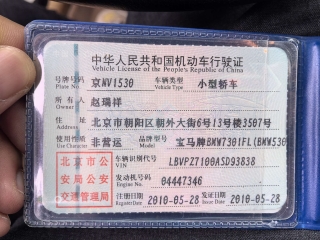 中华人民共和国机动车行驶证
Vehicle License of the People's Republic of China
号牌号码 京NV1530 车辆类型 小型轿车
Plate No. Vehicle Type
所有人 赵瑞祥
Owner
住址 北京市朝阳区朝外大街6号13号楼3507号
Address
使用性质 非营运 品牌型号 宝马牌BMW7301FL(BMW530
Use Character Model
北京市公安局公安交通管理局
车辆识别代号 LBVPZ7100ASD93838
VIN
发动机号码 04447346
Engine No.
注册日期 2010-05-28 发证日期 2010-05-28
Register Date Issue Date